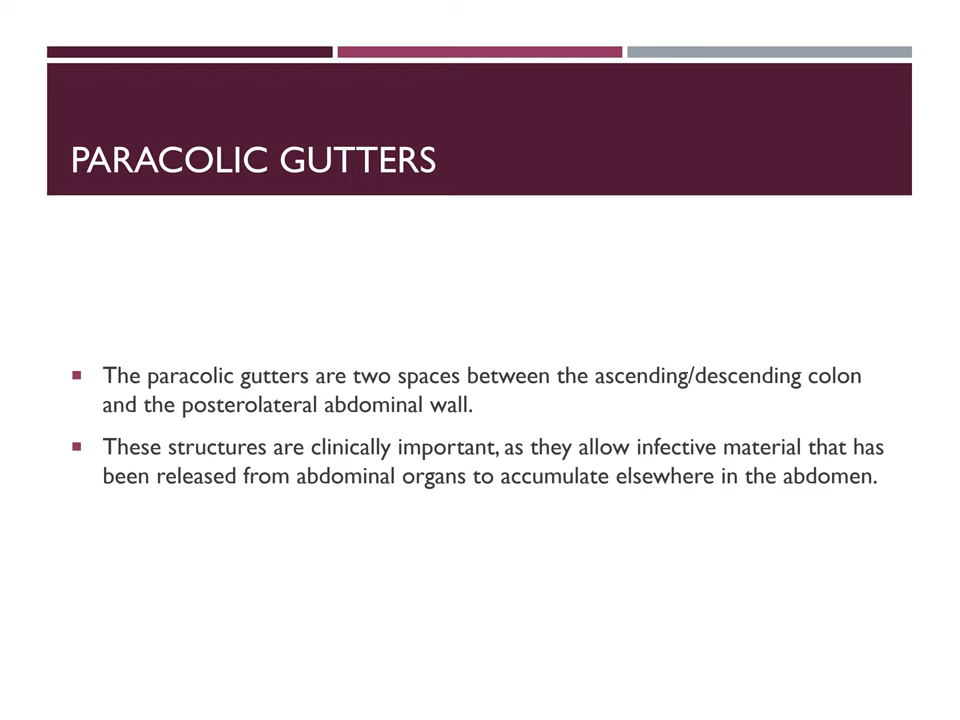 PARACOLIC GUTTERS
The paracolic gutters are two spaces between the ascending/descending colon
and the posterolateral abdominal wall.
These structures are clinically important, as they allow infective material that has
been released from abdominal organs to accumulate elsewhere in the abdomen.